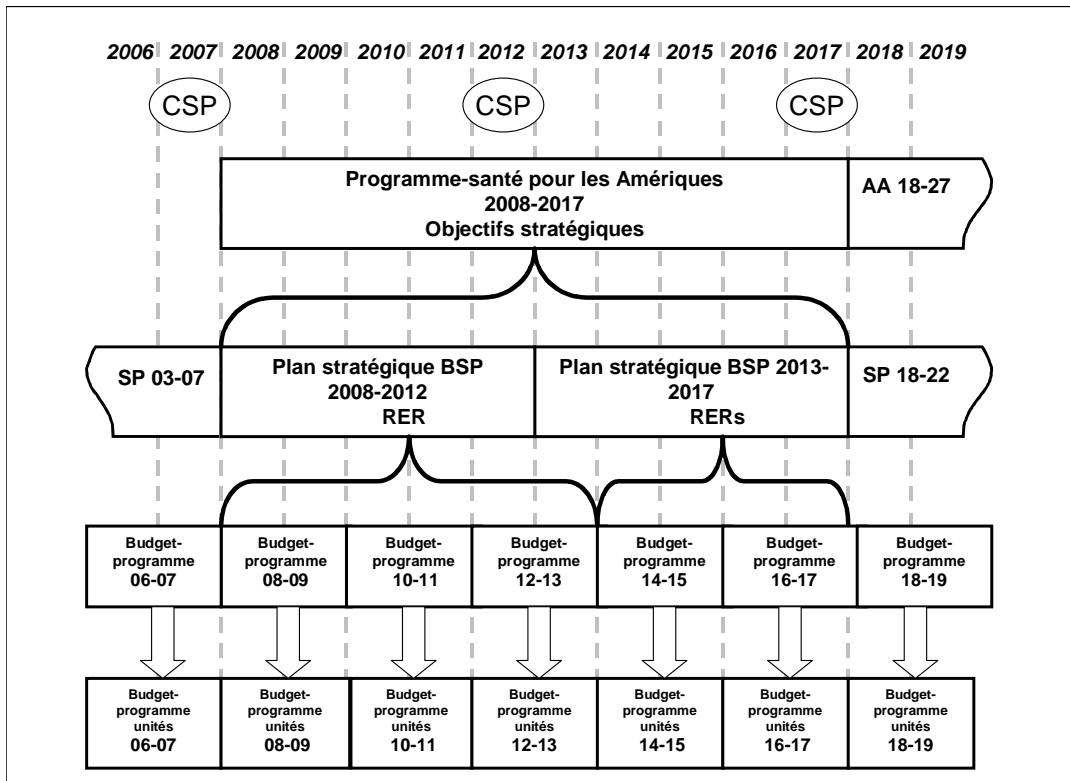 2006 2007 2008 2009 2010 2011 2012 2013 2014 2015 2016 2017 2018 2019
CSP CSP CSP
Programme-santé pour les Amériques
2008-2017
Objectifs stratégiques
AA 18-27
SP 03-07
Plan stratégique BSP
2008-2012
RER
Plan stratégique BSP 2013-
2017
RERs
SP 18-22
Budget-
programme
06-07
Budget-
programme
08-09
Budget-
programme
10-11
Budget-
programme
12-13
Budget-
programme
14-15
Budget-
programme
16-17
Budget-
programme
18-19
Budget-
programme
unités
06-07
Budget-
programme
unités
08-09
Budget-
programme
unités
10-11
Budget-
programme
unités
12-13
Budget-
programme
unités
14-15
Budget-
programme
unités
16-17
Budget-
programme
unités
18-19